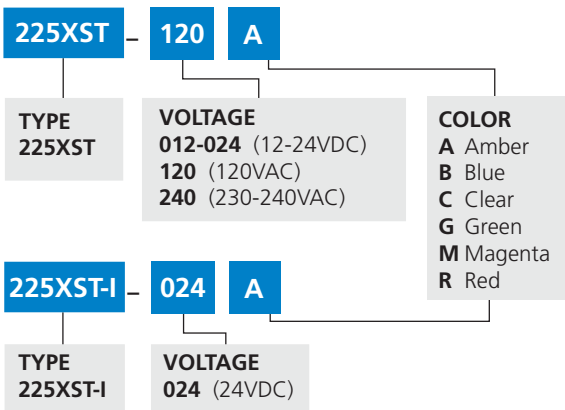 225XST – 120 A
TYPE
225XST
VOLTAGE
012-024 (12-24VDC)
120 (120VAC)
240 (230-240VAC)
COLOR
A Amber
B Blue
C Clear
G Green
M Magenta
R Red
225XST-I – 024 A
TYPE
225XST-I
VOLTAGE
024 (24VDC)